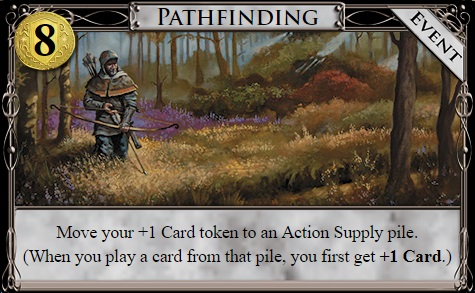 PATHFINDING
8
EVENT
Move your +1 Card token to an Action Supply pile.
(When you play a card from that pile, you first get +1 Card.)